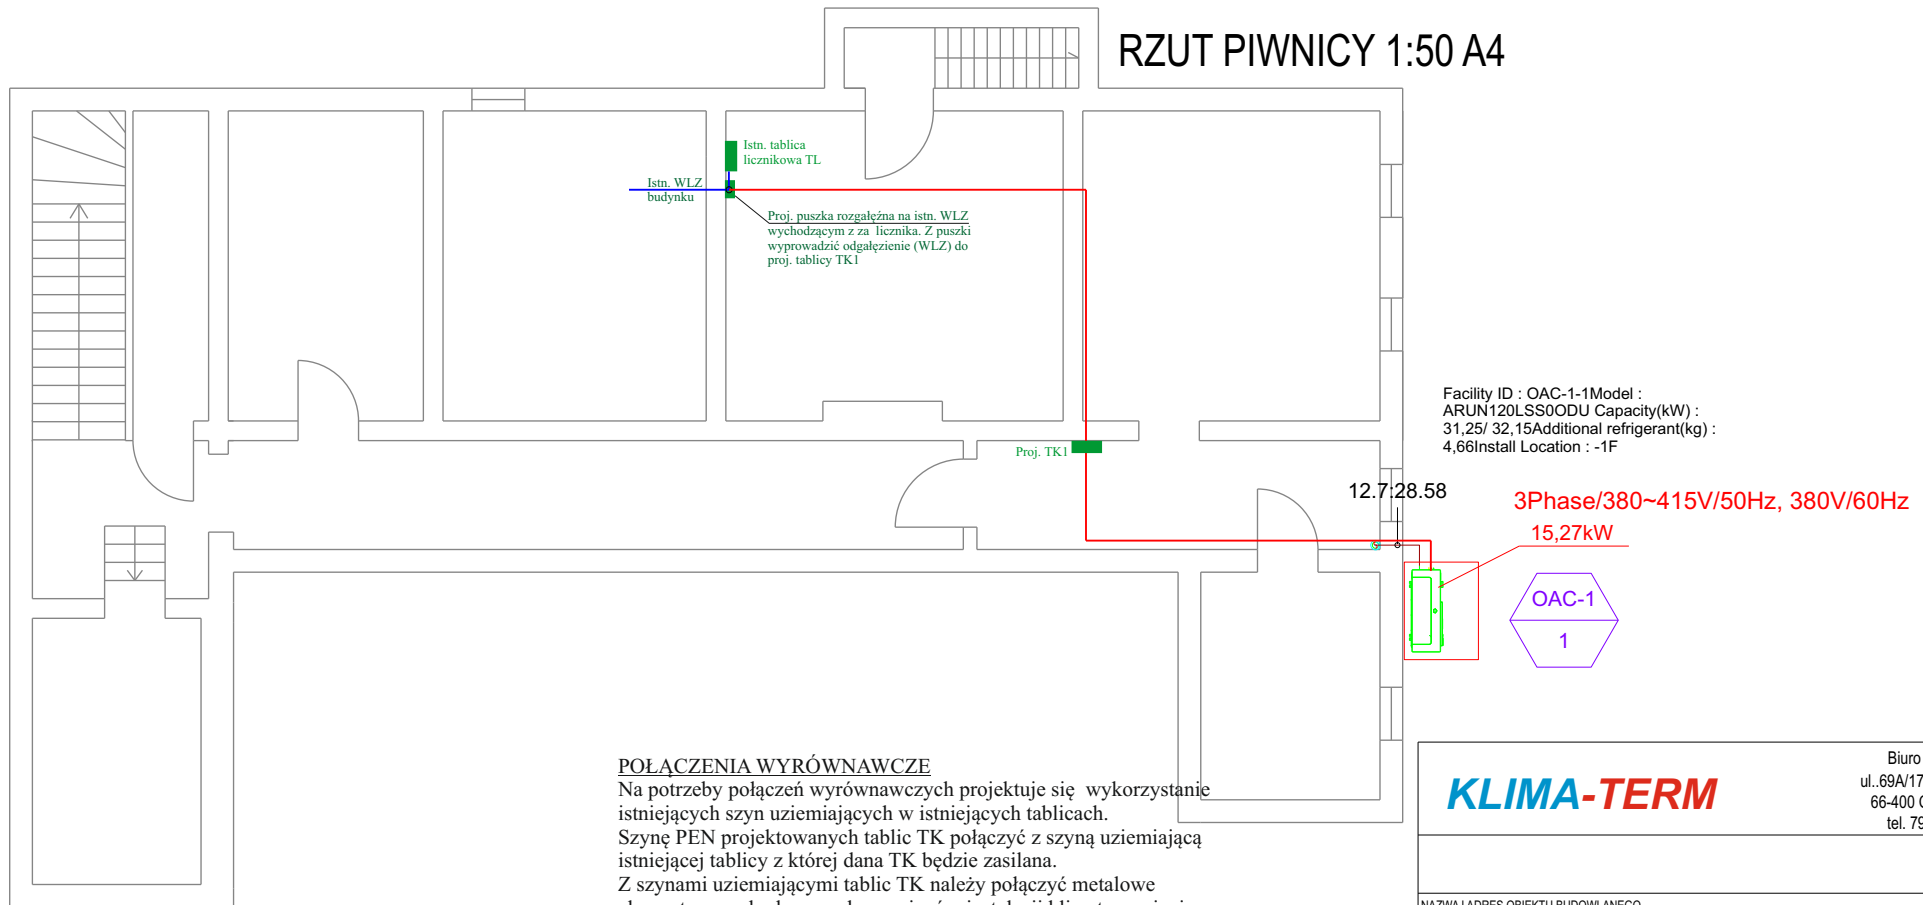 RZUT PIWNICY 1:50 A4
Istn. tablica
licznikowa TL
Istn. WLZ
budynku
Proj. puszka rozgałęźna na istn. WLZ
wychodzącym z za licznika. Z puszki
wyprowadzić odgałęzienie (WLZ) do
proj. tablicy TK1
Facility ID : OAC-1-1Model :
ARUN120LSS0ODU Capacity(kW) :
31,25/ 32,15Additional refrigerant(kg) :
4,66Install Location : -1F
Proj. TK1
12.7:28.58
3Phase/380~415V/50Hz, 380V/60Hz
15,27kW
OAC-1
1
POŁĄCZENIA WYRÓWNAWCZE
Na potrzeby połączeń wyrównawczych projektuje się wykorzystanie
istniejących szyn uziemiających w istniejących tablicach.
Szynę PEN projektowanych tablic TK połączyć z szyną uziemiającą
istniejącej tablicy z której dana TK będzie zasilana.
Z szynami uziemiającymi tablic TK należy połączyć metalowe
KLIMA-TERM
Biuro
ul..69A/17
66-400
tel. 79
NAZWA I ADRES OBIEKTU BUDOWLANEGO